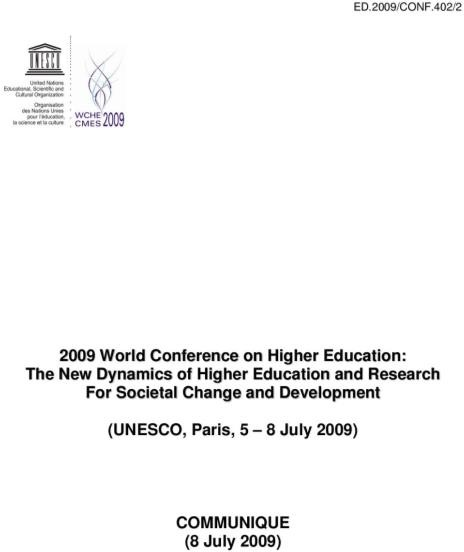 ED.2009/CONF.402/2
UNESCO
United Nations
Educational, Scientific and
Cultural Organization
Organisation
des Nations Unies
pour l'éducation,
la science et la culture
WCHE
CMES 2009
2009 World Conference on Higher Education:
The New Dynamics of Higher Education and Research
For Societal Change and Development
(UNESCO, Paris, 5 – 8 July 2009)
COMMUNIQUE
(8 July 2009)